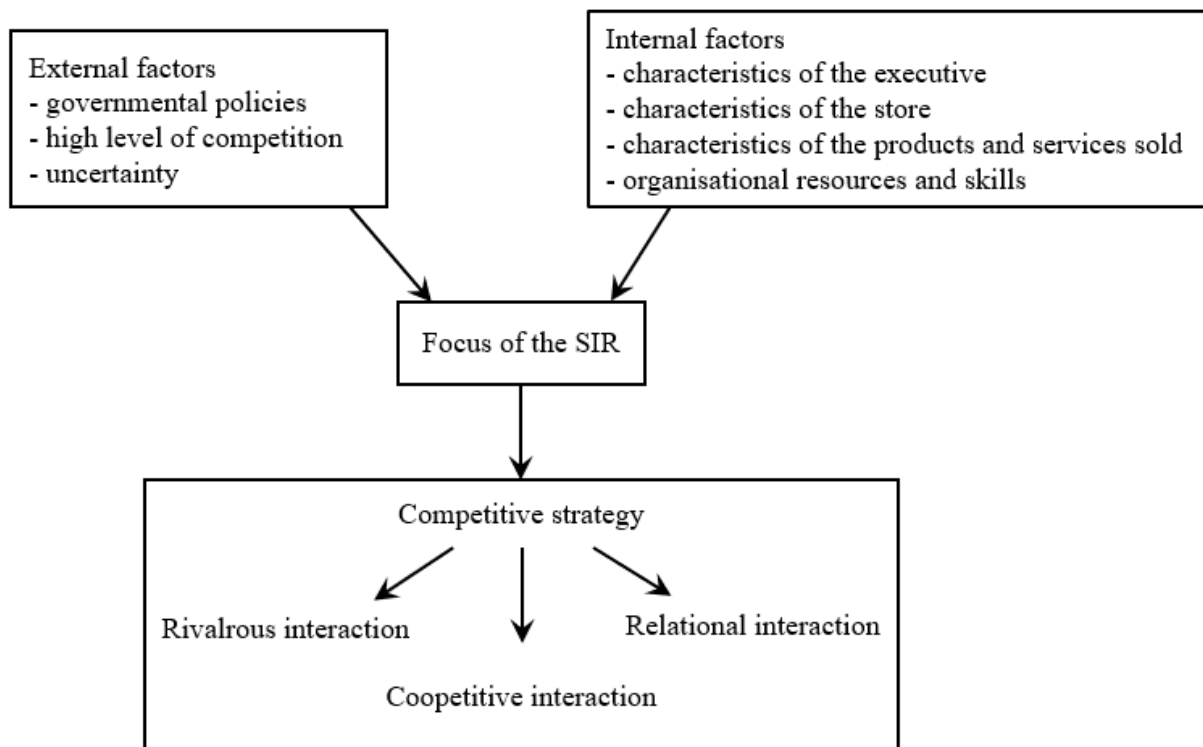 External factors
- governmental policies
- high level of competition
- uncertainty
Internal factors
- characteristics of the executive
- characteristics of the store
- characteristics of the products and services sold
- organisational resources and skills
Focus of the SIR
Competitive strategy
Rivalrous interaction
Relational interaction
Coopetitive interaction